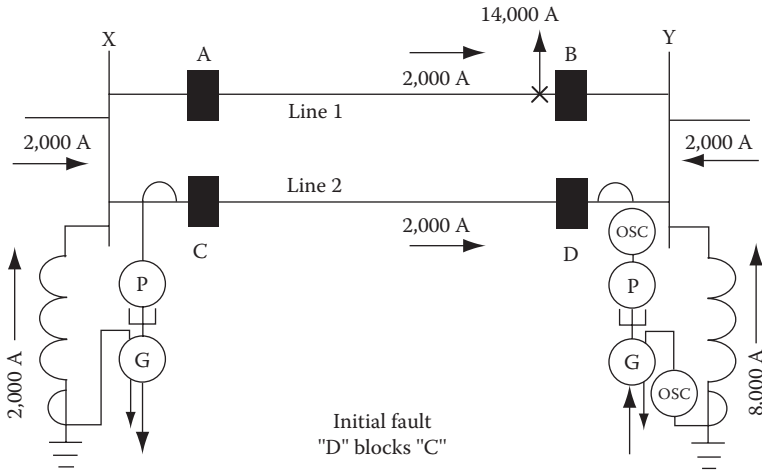 14,000 A
X
A
B
Y
2,000 A
Line 1
2,000 A
2,000 A
Line 2
2,000 A
C
D
OSC
P
P
G
G
OSC
2,000 A
8,000 A
Initial fault
"D" blocks "C"